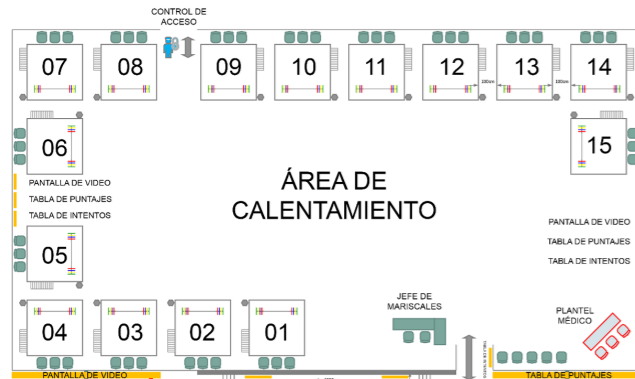 CONTROL DE
ACCESO
07
08
09
10
11
12
13
14
100cm
100cm
06
15
PANTALLA DE VIDEO
TABLA DE PUNTAJES
TABLA DE INTENTOS
ÁREA DE
CALENTAMIENTO
PANTALLA DE VIDEO
TABLA DE PUNTAJES
TABLA DE INTENTOS
05
JEFE DE
MARISCALES
PLANTEL
MÉDICO
04
03
02
01
PANTALLA DE VIDEO
TABLA DE PUNTAJES